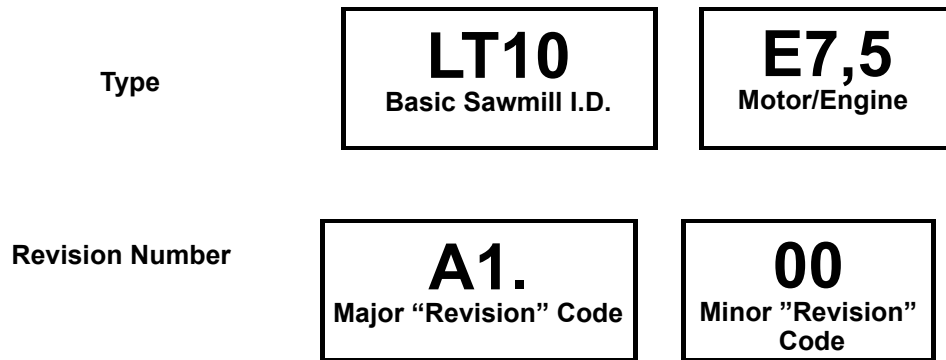 Type
LT10
Basic Sawmill I.D.
E7,5
Motor/Engine
Revision Number
A1.
Major “Revision” Code
00
Minor ”Revision”
Code